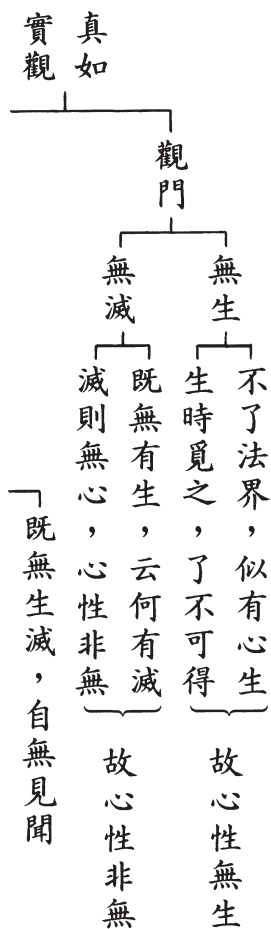 真如
實觀
觀門
無生
不了法界，似有心生
生時覓之，了不可得
故心性無生
無滅
既無有生，云何有滅
滅則無心，心性非無
故心性非無
既無生滅，自無見聞